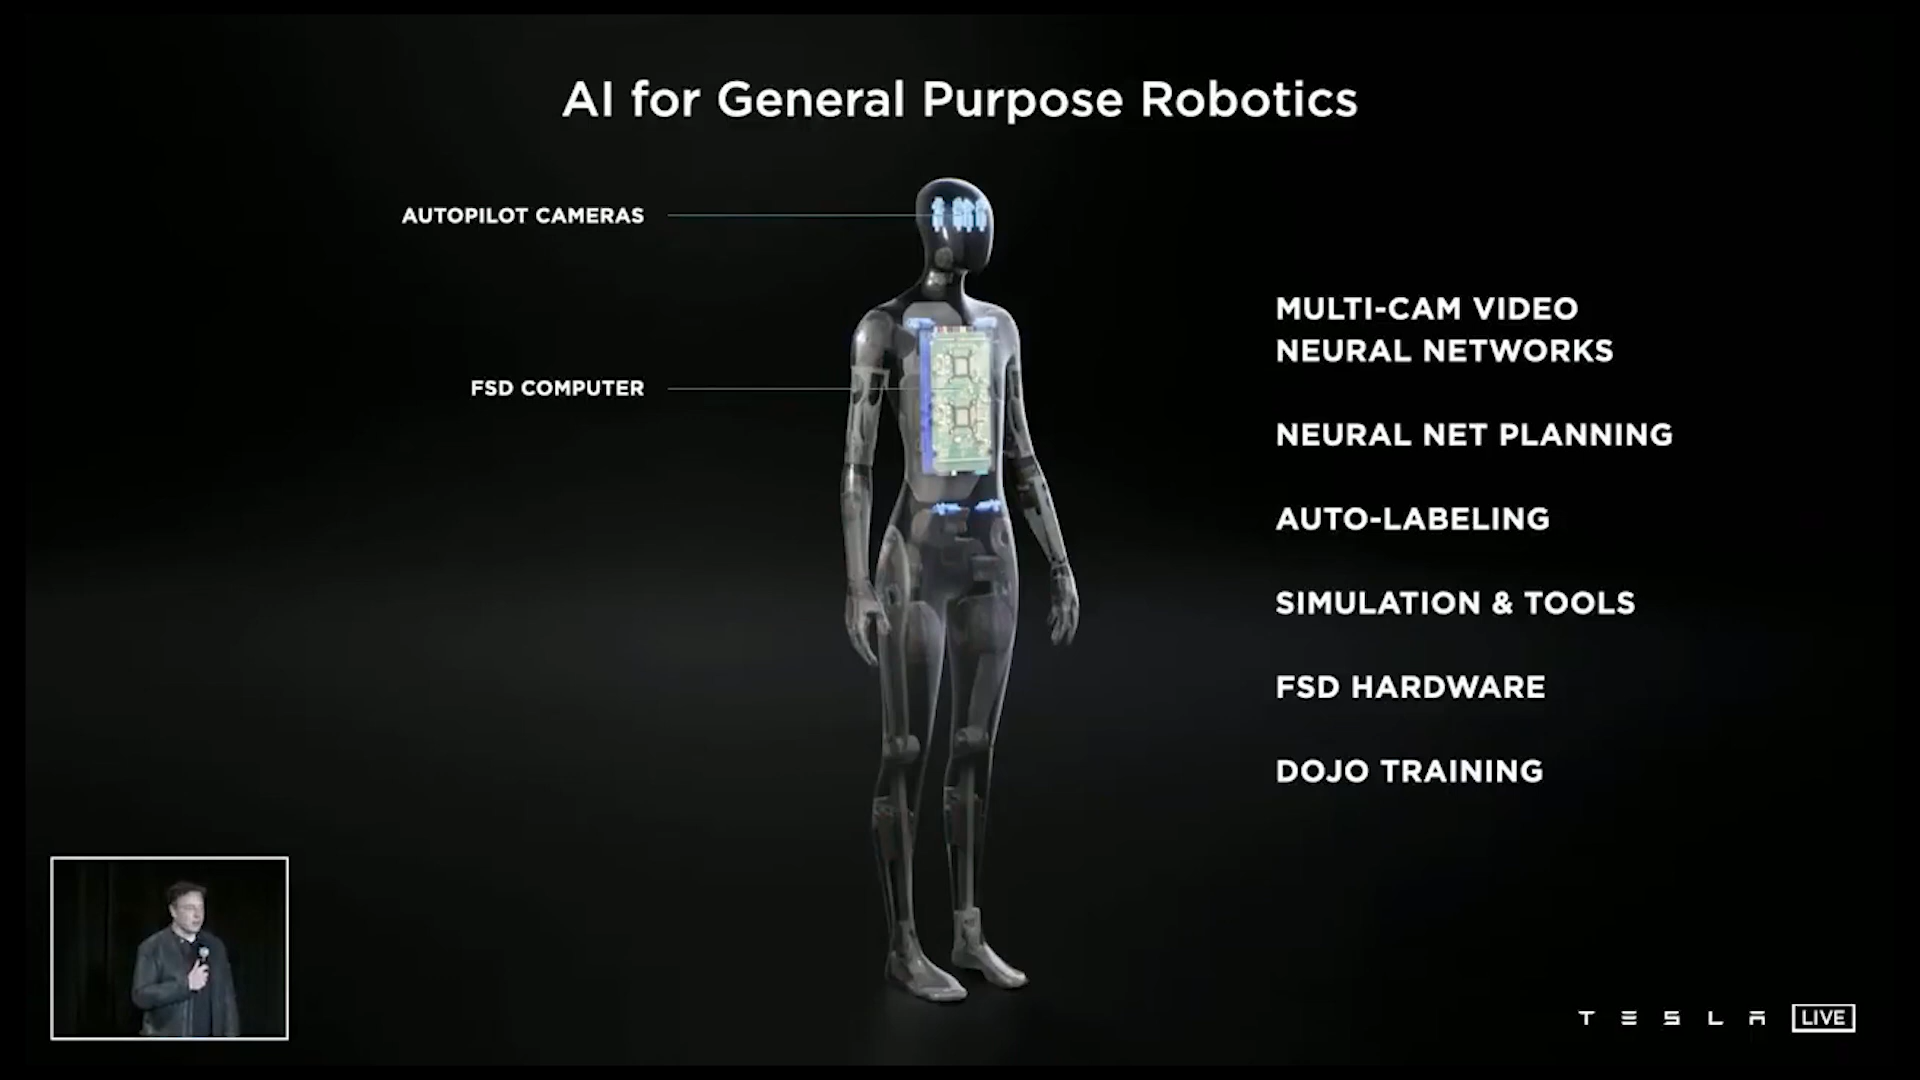 AI for General Purpose Robotics
AUTOPILOT CAMERAS
FSD COMPUTER
MULTI-CAM VIDEO
NEURAL NETWORKS
NEURAL NET PLANNING
AUTO-LABELING
SIMULATION & TOOLS
FSD HARDWARE
DOJO TRAINING
TESLA LIVE